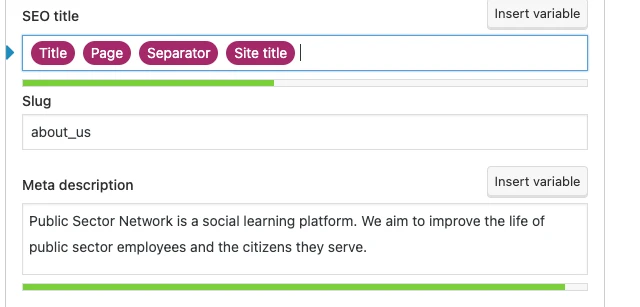 SEO title
Insert variable
Title Page Separator Site title
Slug
about_us
Meta description
Insert variable
Public Sector Network is a social learning platform. We aim to improve the life of
public sector employees and the citizens they serve.